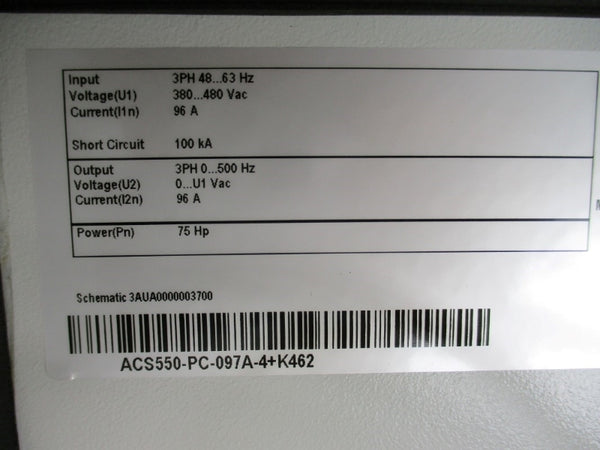 Input 3PH 48...63 Hz
Voltage(U1) 380...480 Vac
Current(I1n) 96 A
Short Circuit 100 kA
Output 3PH 0...500 Hz
Voltage(U2) 0...U1 Vac
Current(I2n) 96 A
Power(Pn) 75 Hp
Schematic 3AUA0000003700
ACS550-PC-097A-4+K462